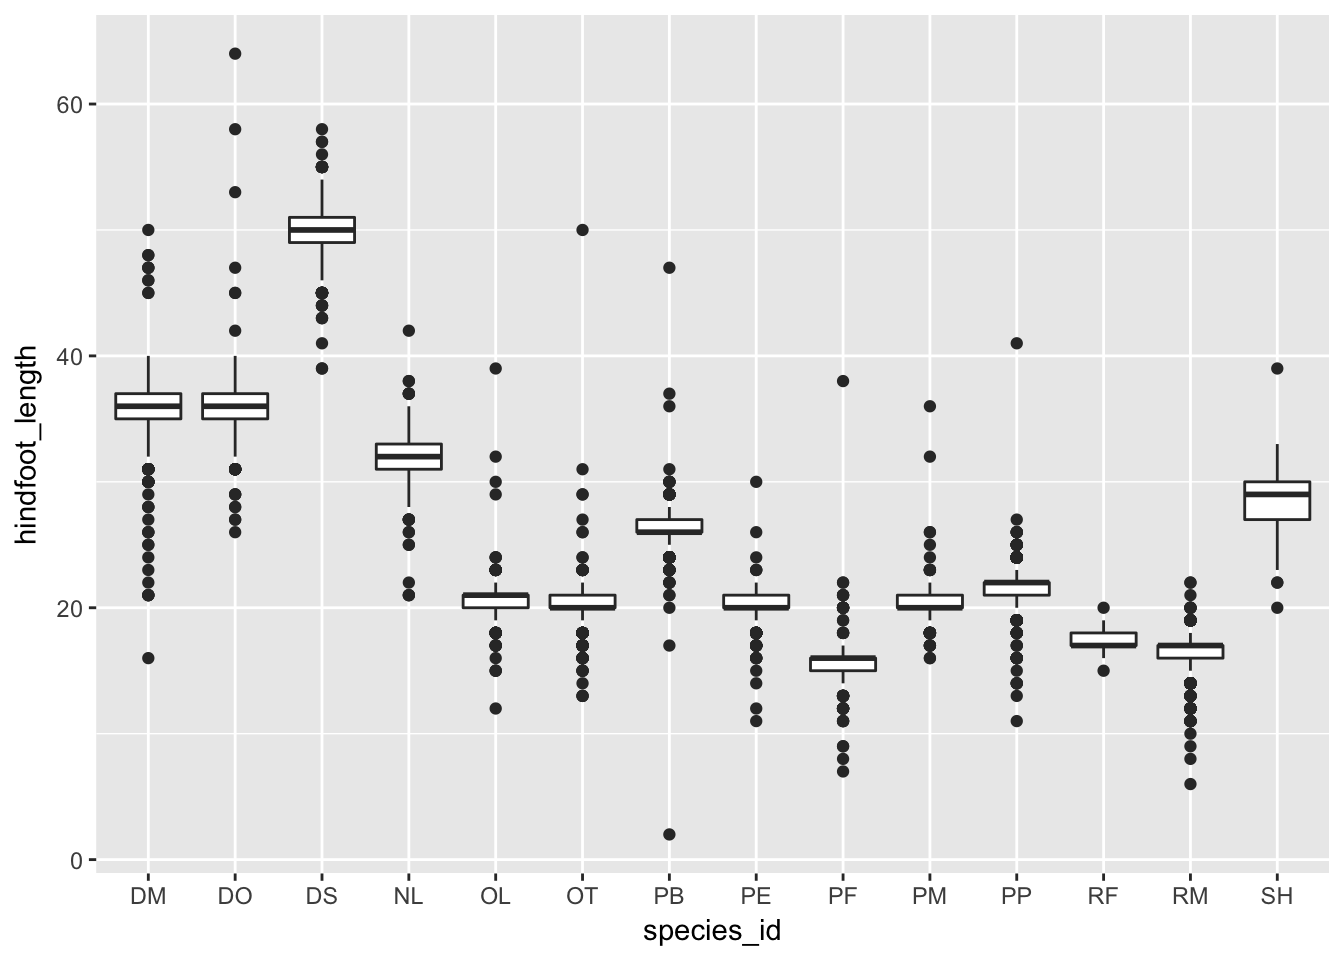 60
40
20
0
hindfoot_length
DM DO DS NL OL OT PB PE PF PM PP RF RM SH
species_id